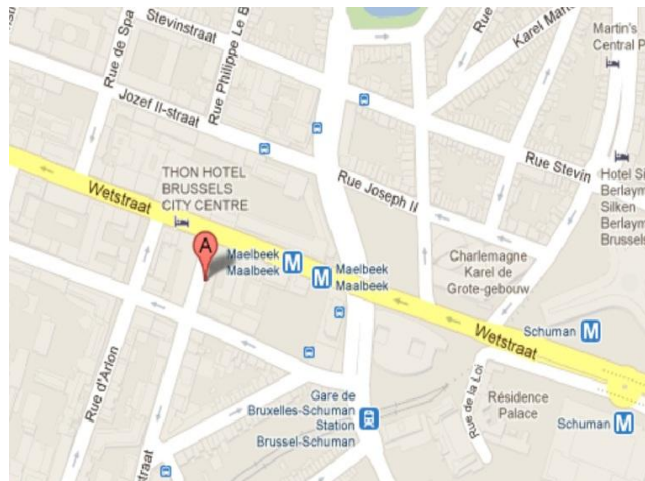 Stevinstraat
Rue de Spa
Rue Philippe Le B
Karel Mar
Martin's
Central P
Jozef II-straat
Rue Stevin
THON HOTEL
BRUSSELS
CITY CENTRE
Wetstraat
Rue Joseph II
Hotel Si
Berlaym
Silken
Berlaym
Brussels
A
Maelbeek
Maalbeek
M
M
Maelbeek
Maalbeek
Charlemagne
Karel de
Grote-gebouw
Schuman M
Wetstraat
Rue d'Arlon
Rue de la Loi
Gare de
Bruxelles-Schuman
Station
Brussel-Schuman
Résidence
Palace
Schuman M
straat